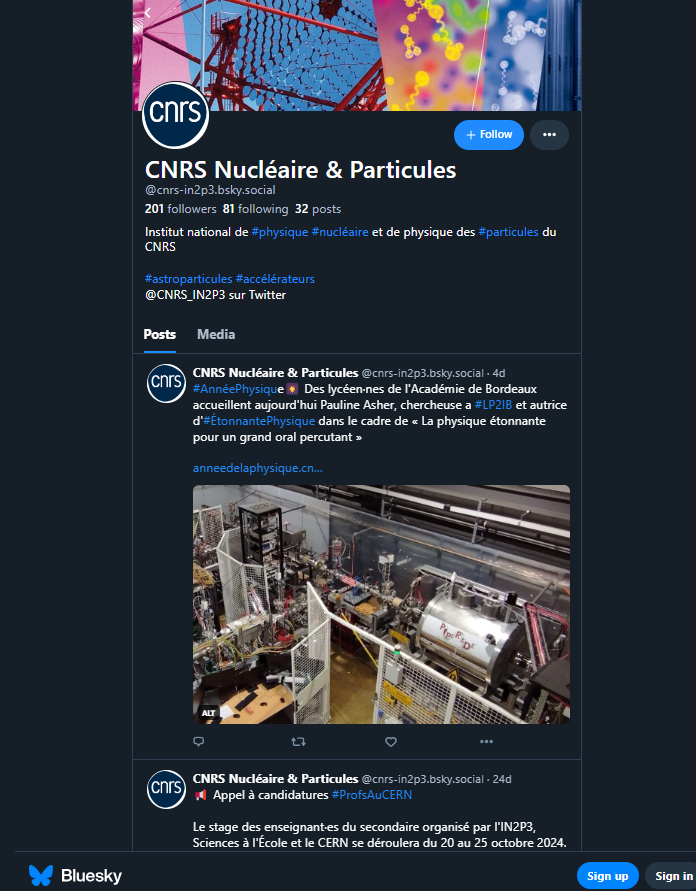 cnrs
+ Follow
CNRS Nucléaire & Particules
@cnrs-in2p3.bsky.social
201 followers 81 following 32 posts
Institut national de #physique #nucléaire et de physique des #particules du
CNRS
#astroparticules #accélérateurs
@CNRS_IN2P3 sur Twitter
Posts Media
cnrs
CNRS Nucléaire & Particules @cnrs-in2p3.bsky.social · 4d
#AnnéePhysique Des lycéen·nes de l'Académie de Bordeaux
accueillent aujourd'hui Pauline Asher, chercheuse a #LP2IB et autrice
d'#ÉtonnantePhysique dans le cadre de « La physique étonnante
pour un grand oral percutant »
anneedelaphysique.cn...
PIPERADE
ALT
cnrs
CNRS Nucléaire & Particules @cnrs-in2p3.bsky.social · 24d
Appel à candidatures #ProfsAuCERN
Le stage des enseignant·es du secondaire organisé par l'IN2P3,
Sciences à l'École et le CERN se déroulera du 20 au 25 octobre 2024.
Bluesky
Sign up
Sign in